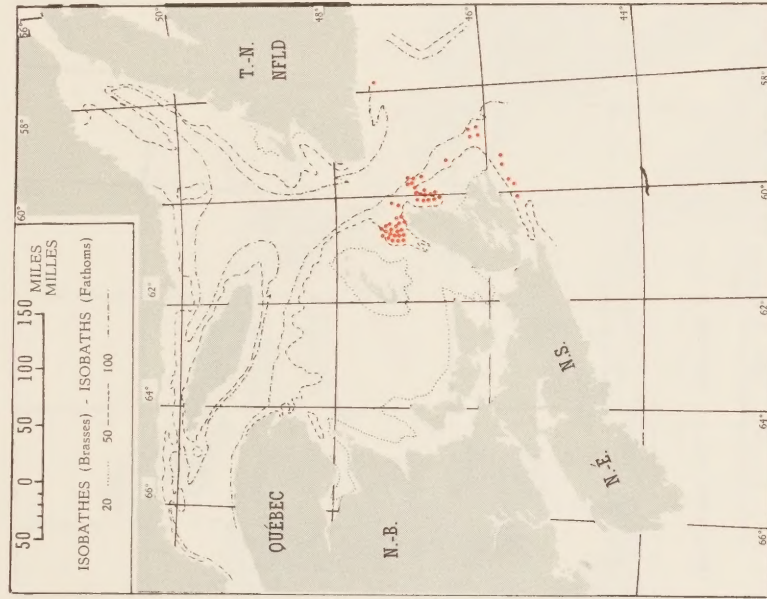 50 0 50 100 150 MILES
MILLES
ISOBATHES (Brasses) - ISOBATHS (Fathoms)
20 50 100
60° 58° 56°
50°
T.-N.
NFLD
48°
62°
64°
66°
QUÉBEC
N.-B.
46°
N.S.
N.-É.
44°
66° 64° 62° 60° 58°